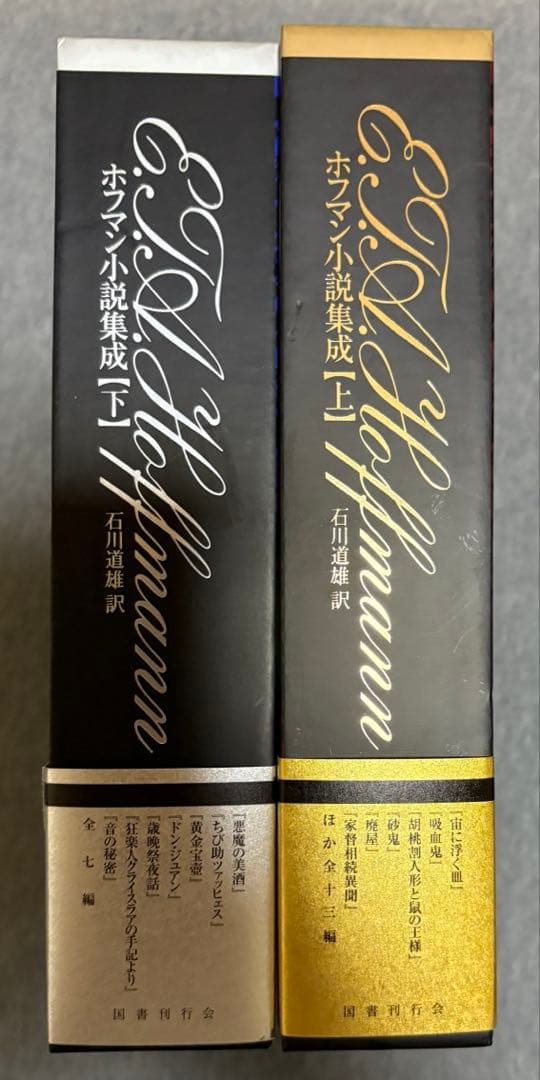 E.T.A. Hoffmann
ホフマン小説集成【上】
石川道雄 訳
『宙に浮く皿』
『吸血鬼』
『胡桃割人形と鼠の王様』
『砂鬼』
『廃屋』
『家督相続異聞』
ほか全十三編
国書刊行会
E.T.A. Hoffmann
ホフマン小説集成【下】
石川道雄 訳
『悪魔の美酒』
『ちび助ツァッヒェス』
『黄金宝壺』
『ドン・ジュアン』
『歳晩祭夜話』
『狂楽人クライスラアの手記より』
『音の秘密』
全七編
国書刊行会